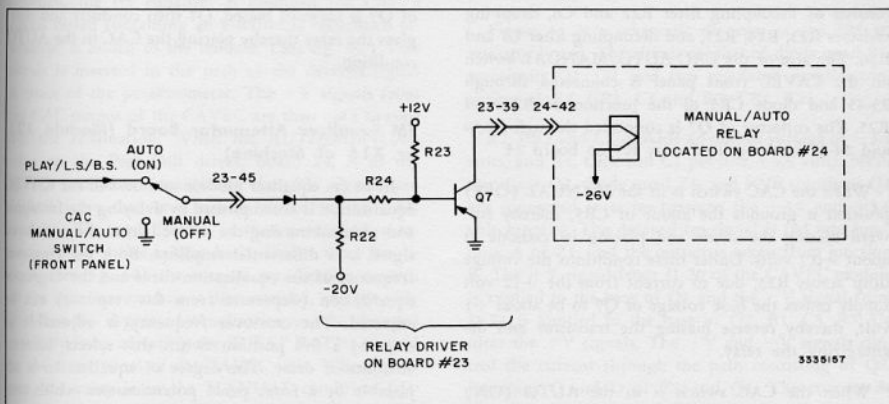 +12V
23-39
24-42
MANUAL/AUTO
RELAY
LOCATED ON BOARD #24
R23
AUTO
(ON)
PLAY/L.S./B.S.
23-45
R24
Q7
-26V
CAC
MANUAL/AUTO
SWITCH
(FRONT PANEL)
MANUAL
(OFF)
R22
-20V
RELAY DRIVER
ON BOARD #23
3335157